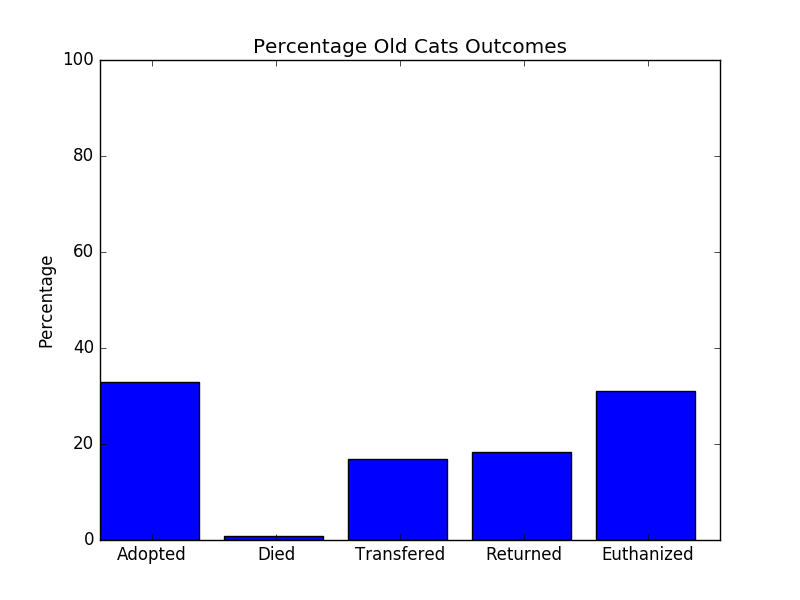 Percentage Old Cats Outcomes
100
80
60
40
20
0
Percentage
Adopted Died Transfered Returned Euthanized